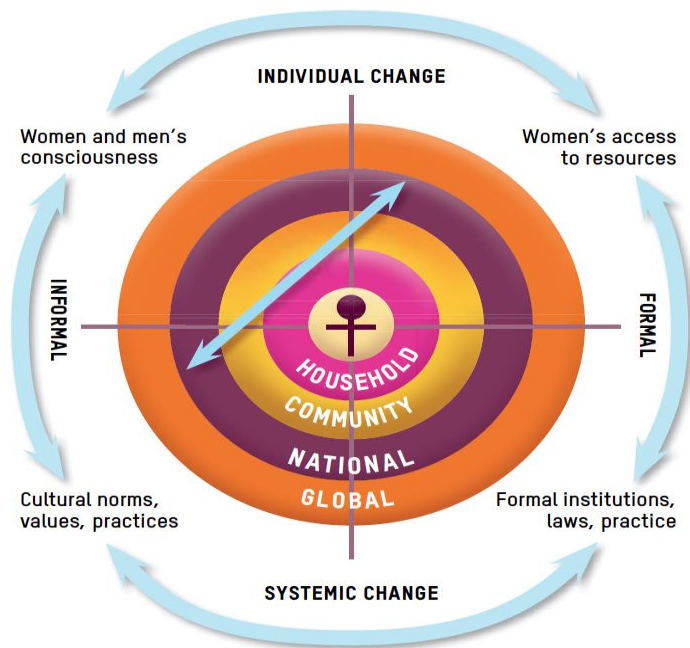 INDIVIDUAL CHANGE
Women and men's
consciousness
Women's access
to resources
INFORMAL
FORMAL
HOUSEHOLD
COMMUNITY
NATIONAL
GLOBAL
Cultural norms,
values, practices
Formal institutions,
laws, practice
SYSTEMIC CHANGE